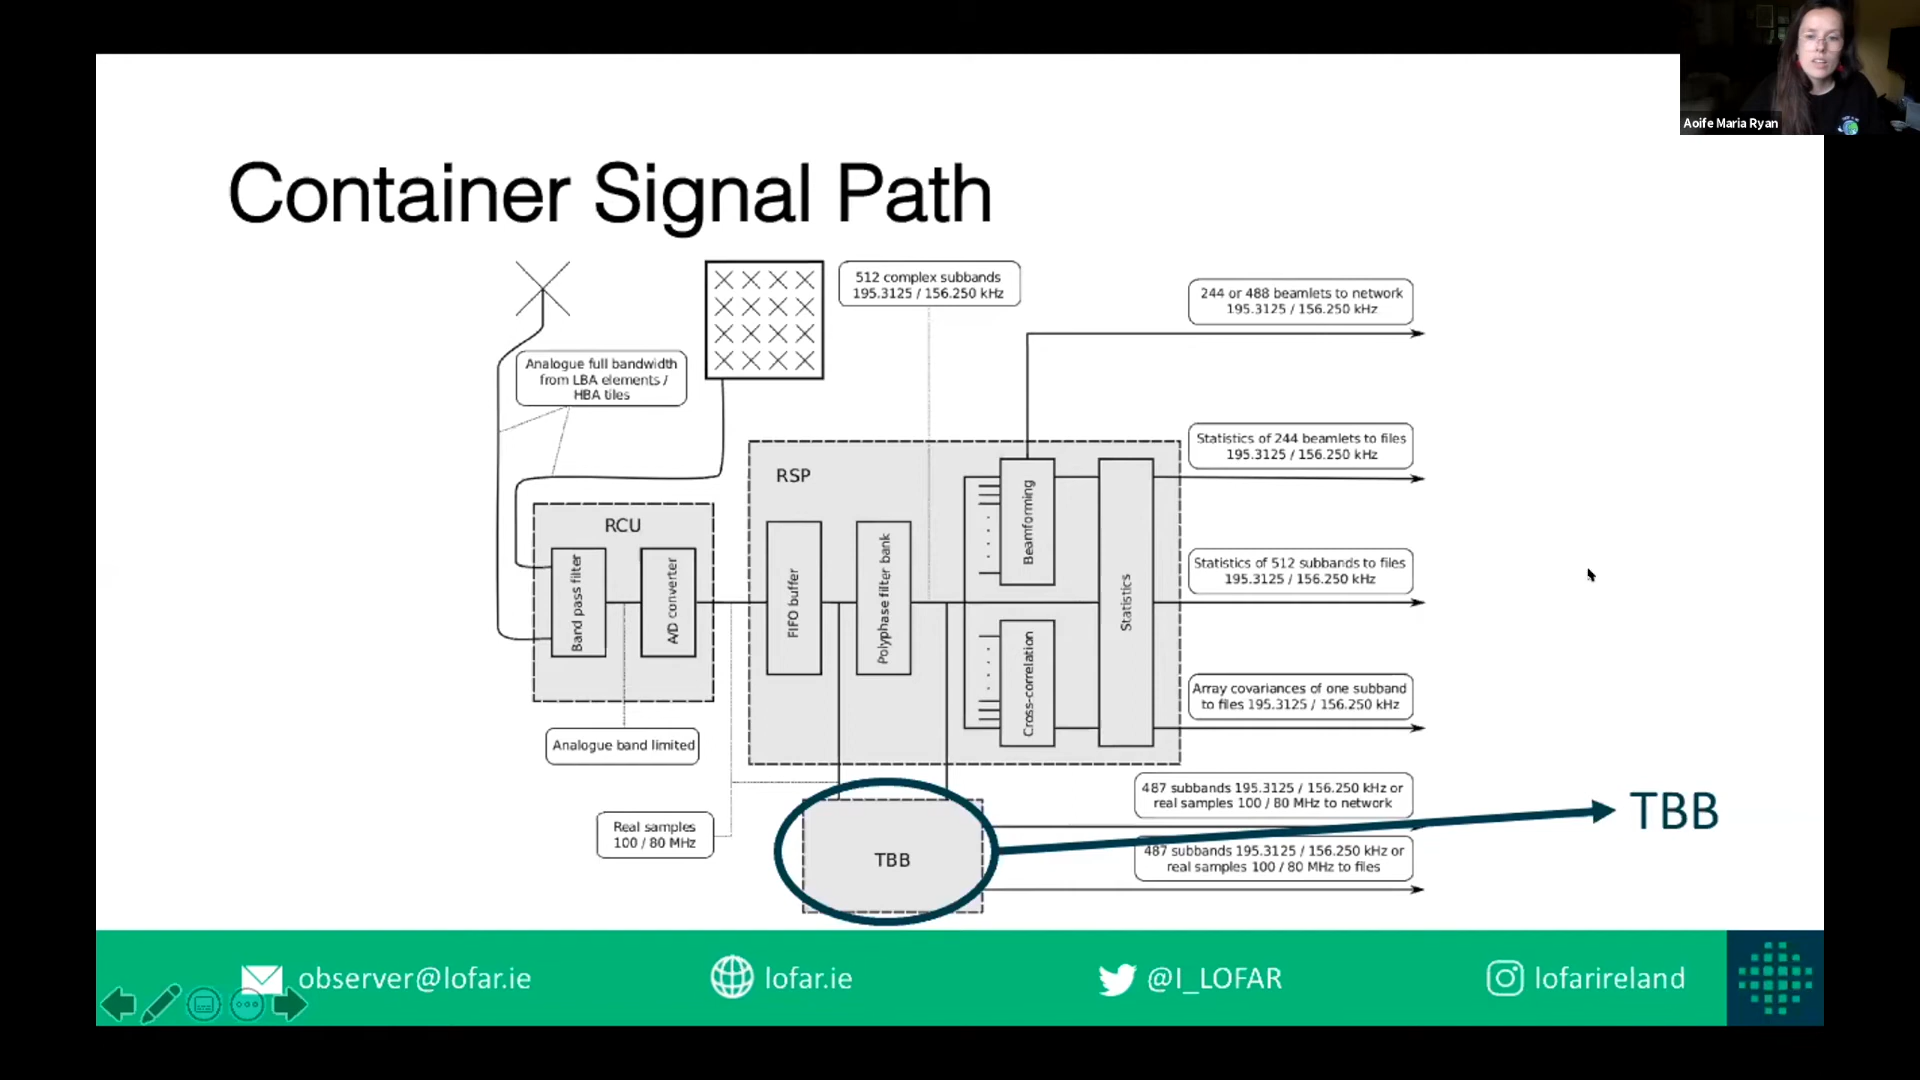 Aoife Maria Ryan
Container Signal Path
512 complex subbands
195.3125 / 156.250 kHz
244 or 488 beamlets to network
195.3125 / 156.250 kHz
Analogue full bandwidth
from LBA elements /
HBA tiles
Statistics of 244 beamlets to files
195.3125 / 156.250 kHz
RSP
RCU
Band pass filter
A/D converter
FIFO buffer
Polyphase filter bank
Beamforming
Cross-correlation
Statistics
Statistics of 512 subbands to files
195.3125 / 156.250 kHz
Array covariances of one subband
to files 195.3125 / 156.250 kHz
Analogue band limited
Real samples
100 / 80 MHz
487 subbands 195.3125 / 156.250 kHz or
real samples 100 / 80 MHz to network
TBB
TBB
487 subbands 195.3125 / 156.250 kHz or
real samples 100 / 80 MHz to files
observer@lofar.ie
lofar.ie
@I_LOFAR
lofarireland